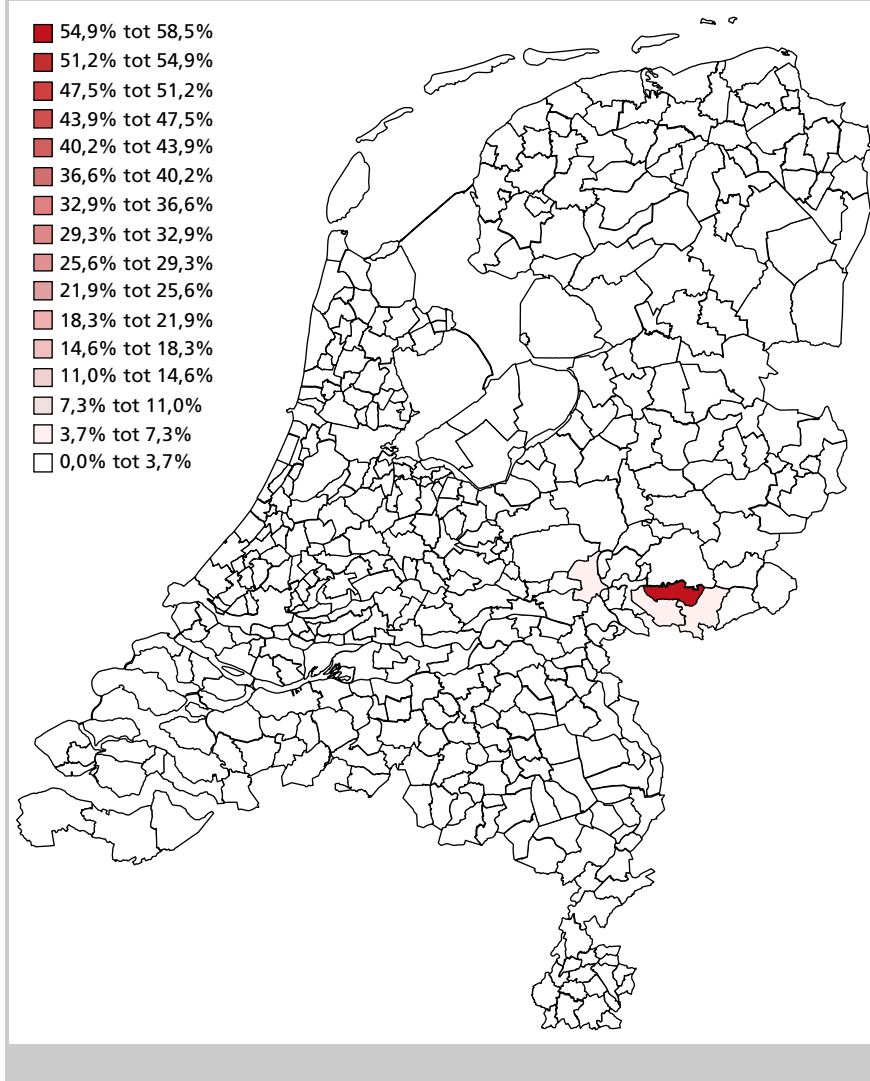 54,9% tot 58,5%
51,2% tot 54,9%
47,5% tot 51,2%
43,9% tot 47,5%
40,2% tot 43,9%
36,6% tot 40,2%
32,9% tot 36,6%
29,3% tot 32,9%
25,6% tot 29,3%
21,9% tot 25,6%
18,3% tot 21,9%
14,6% tot 18,3%
11,0% tot 14,6%
7,3% tot 11,0%
3,7% tot 7,3%
0,0% tot 3,7%